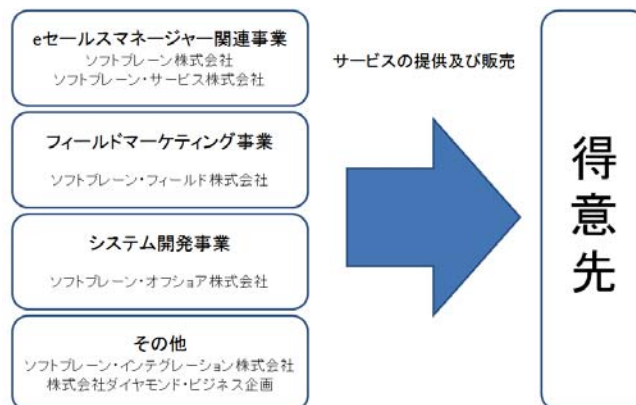 eセールスマネージャー関連事業
ソフトブレーン株式会社
ソフトブレーン・サービス株式会社
サービスの提供及び販売
フィールドマーケティング事業
ソフトブレーン・フィールド株式会社
システム開発事業
ソフトブレーン・オフショア株式会社
その他
ソフトブレーン・インテグレーション株式会社
株式会社ダイヤモンド・ビジネス企画
得意先